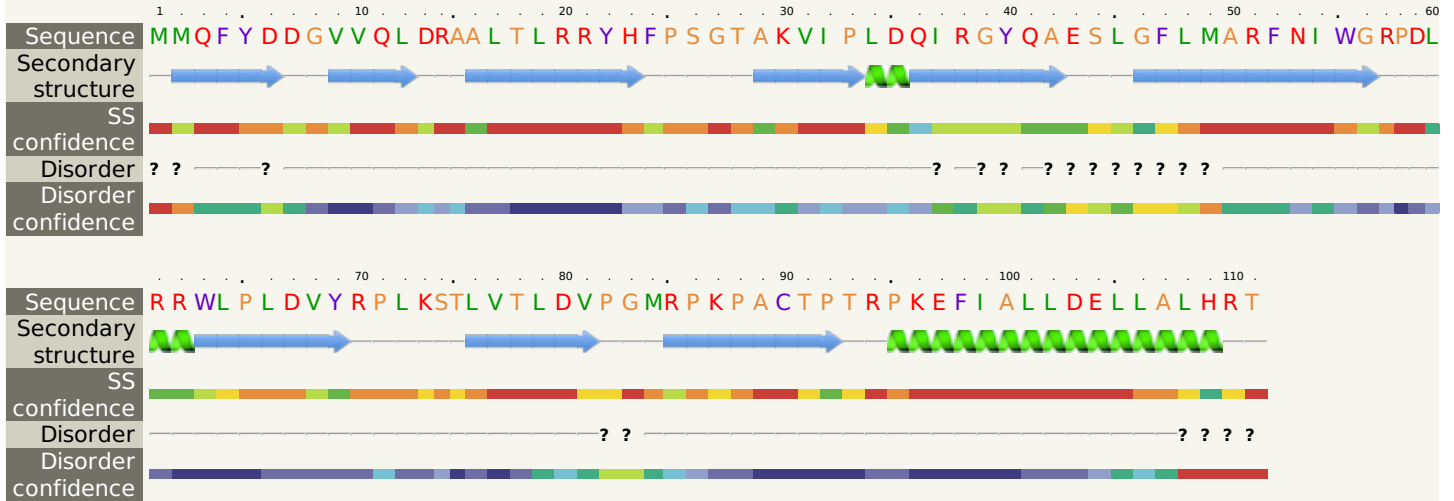 1 10 20 30 40 50 60
Sequence MMQFYDDGVVQLDRAALTLRRYHFPSGTAKVIPLDQIRGYQAESLGFLMARFNIWGRPDL
Secondary
structure
SS
confidence
Disorder ? ? ? ? ? ? ? ? ? ? ? ? ? ?
Disorder
confidence
70 80 90 100 110
Sequence RRWLPLDVYRPLKSTLVTLDVPGMRPKPACTPTRPKEFIALLDELLALHRT
Secondary
structure
SS
confidence
Disorder ? ? ? ? ? ?
Disorder
confidence